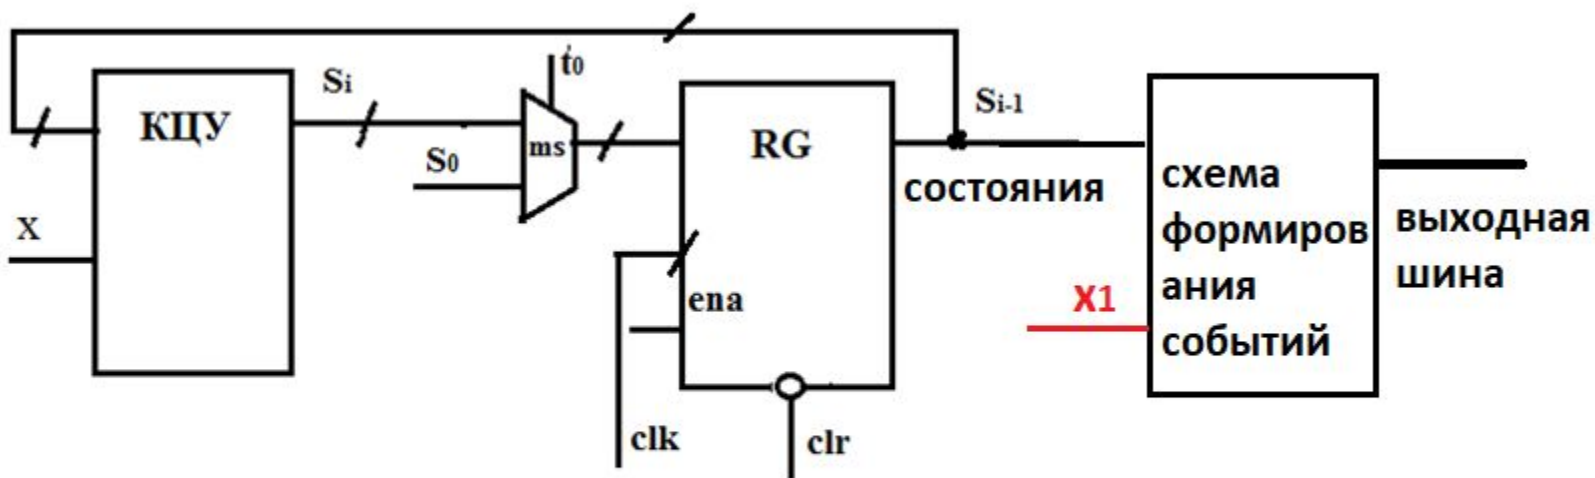 t0
Si
Si-1
КЦУ
ms
RG
S0
состояния
схема
формиров
ания
событий
выходная
шина
X
X1
ena
clk
clr